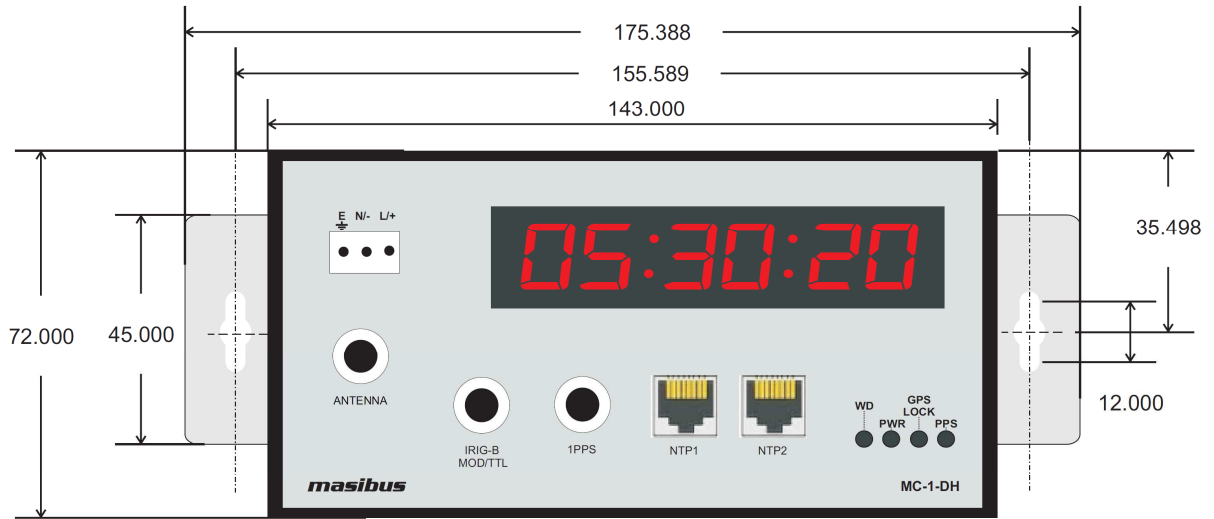 175.388
155.589
143.000
E N/- L/+
05:30:20
35.498
72.000
45.000
12.000
ANTENNA
IRIG-B
MOD/TTL
1PPS
NTP1
NTP2
WD
PWR
GPS
LOCK
PPS
masibus
MC-1-DH